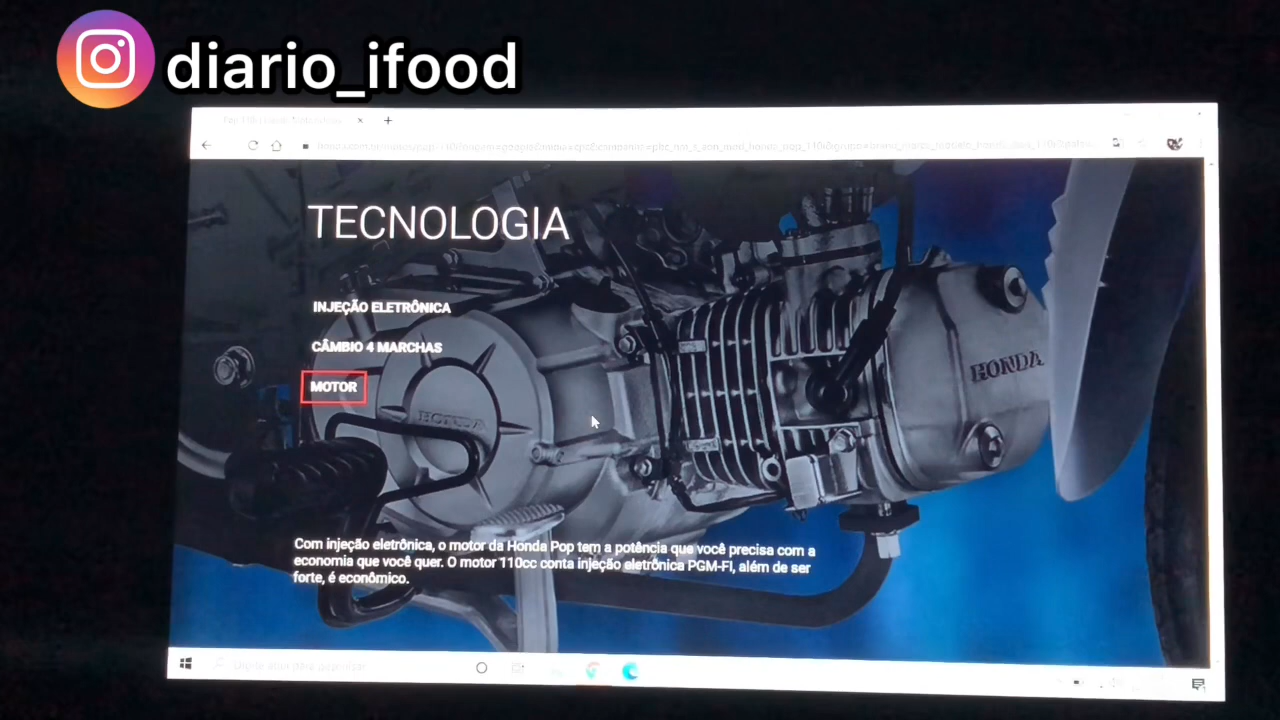 diario_ifood
TECNOLOGIA
INJEÇÃO ELETRÔNICA
CÂMBIO 4 MARCHAS
MOTOR
HONDA
HONDA
Com injeção eletrônica, o motor da Honda Pop tem a potência que você precisa com a
economia que você quer. O motor 110cc conta injeção eletrônica PGM-FI, além de ser
forte, é econômico.